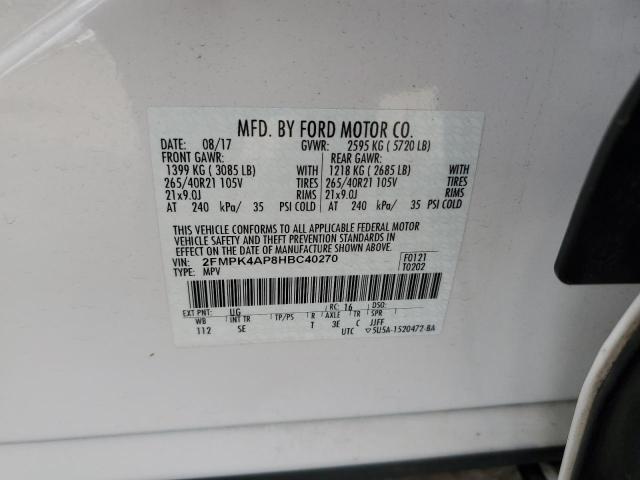 MFD. BY FORD MOTOR CO.
DATE: 08/17 GVWR: 2595 KG ( 5720 LB)
FRONT GAWR: REAR GAWR:
1399 KG ( 3085 LB) WITH 1218 KG ( 2685 LB) WITH
265/40R21 105V TIRES 265/40R21 105V TIRES
21x9.0J RIMS 21x9.0J RIMS
AT 240 kPa/ 35 PSI COLD AT 240 kPa/ 35 PSI COLD
THIS VEHICLE CONFORMS TO ALL APPLICABLE FEDERAL MOTOR
VEHICLE SAFETY AND THEFT PREVENTION STANDARDS IN
EFFECT ON THE DATE OF MANUFACTURE SHOWN ABOVE.
VIN: 2FMPK4AP8HBC40270 F0121
TYPE: MPV T0202
EXT PNT: UG RC: 16 DSO:
WB INT TR TP/PS R AXLE TR SPR
112 SE T 3E C JJFF
UTC ▽5U5A-1520472-BA